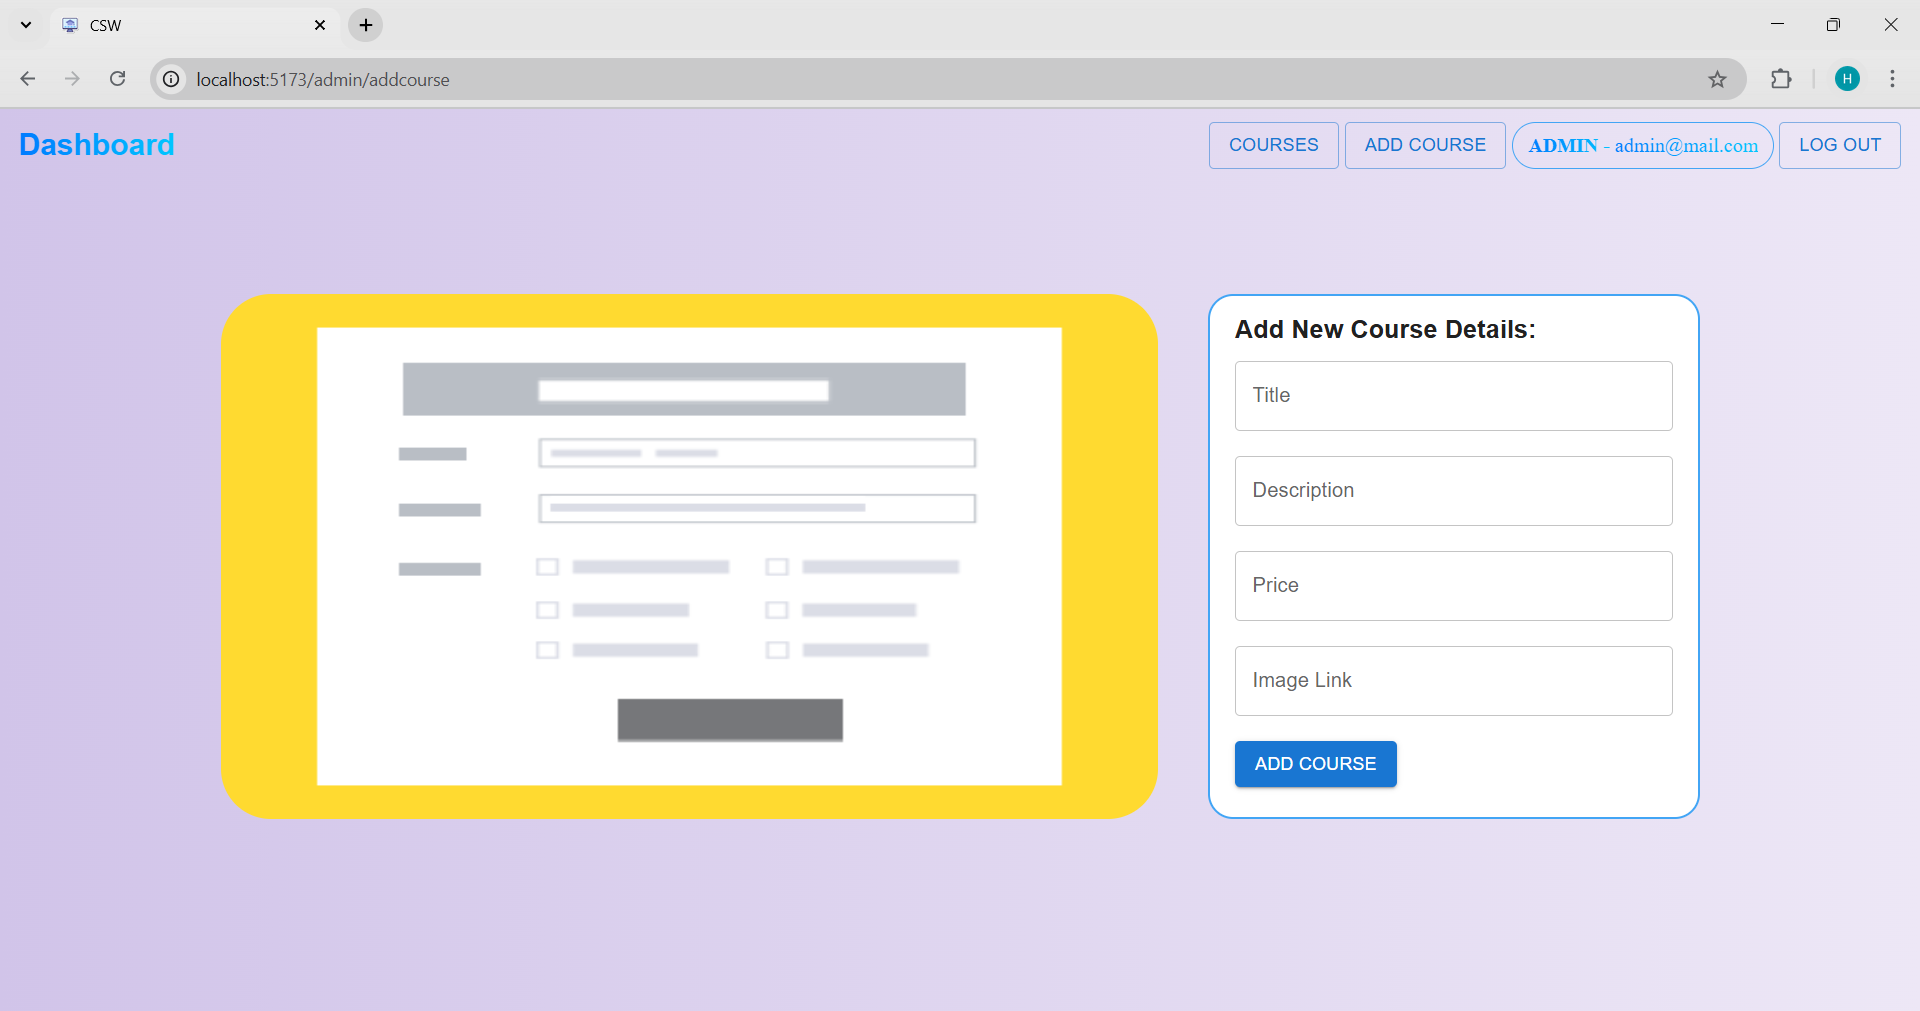 CSW
localhost:5173/admin/addcourse
H
Dashboard
COURSES
ADD COURSE
ADMIN - admin@mail.com
LOG OUT
Add New Course Details:
Title
Description
Price
Image Link
ADD COURSE